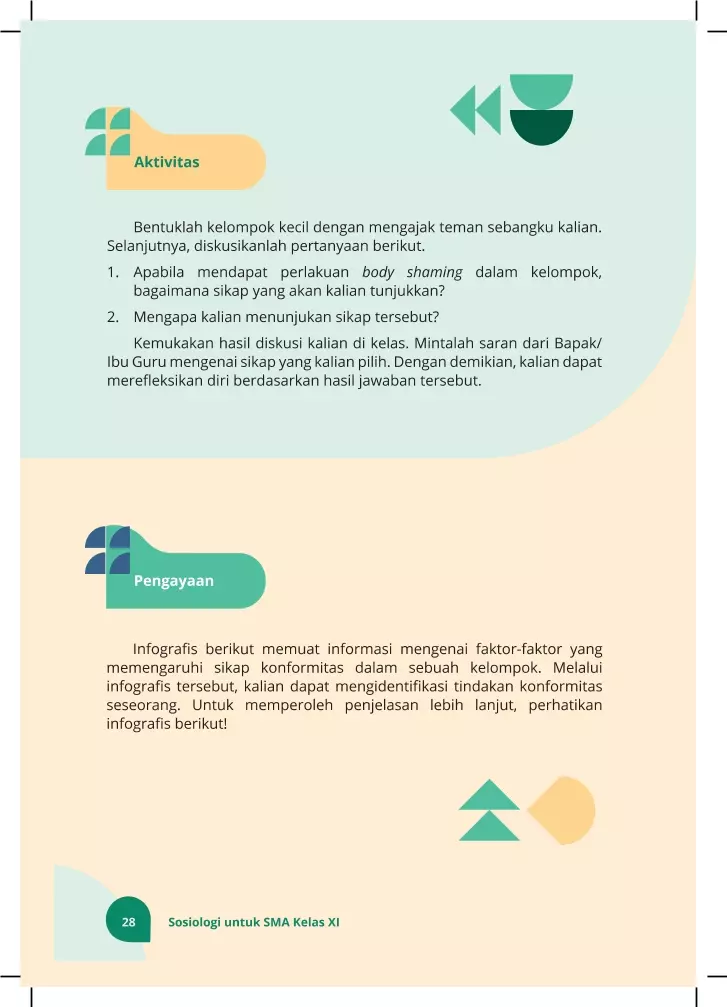 Aktivitas
Bentuklah kelompok kecil dengan mengajak teman sebangku kalian.
Selanjutnya, diskusikanlah pertanyaan berikut.
1. Apabila mendapat perlakuan body shaming dalam kelompok,
bagaimana sikap yang akan kalian tunjukkan?
2. Mengapa kalian menunjukan sikap tersebut?
Kemukakan hasil diskusi kalian di kelas. Mintalah saran dari Bapak/
Ibu Guru mengenai sikap yang kalian pilih. Dengan demikian, kalian dapat
merefleksikan diri berdasarkan hasil jawaban tersebut.
Pengayaan
Infografis berikut memuat informasi mengenai faktor-faktor yang
memengaruhi sikap konformitas dalam sebuah kelompok. Melalui
infografis tersebut, kalian dapat mengidentifikasi tindakan konformitas
seseorang. Untuk memperoleh penjelasan lebih lanjut, perhatikan
infografis berikut!
28 Sosiologi untuk SMA Kelas XI